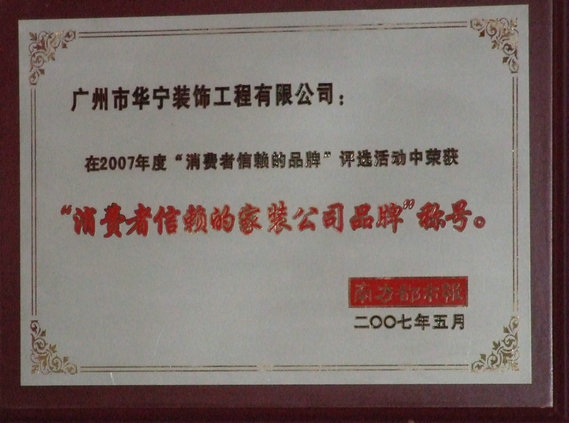 广州市华宁装饰工程有限公司：
在2007年度“消费者信赖的品牌”评选活动中荣获
“消费者信赖的家装公司品牌”称号。
南方都市报
二〇〇七年五月